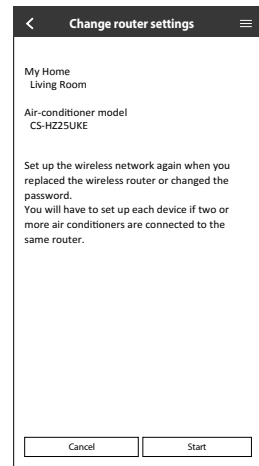 Change router settings
My Home
Living Room
Air-conditioner model
CS-HZ25UKE
Set up the wireless network again when you
replaced the wireless router or changed the
password.
You will have to set up each device if two or
more air conditioners are connected to the
same router.
Cancel
Start